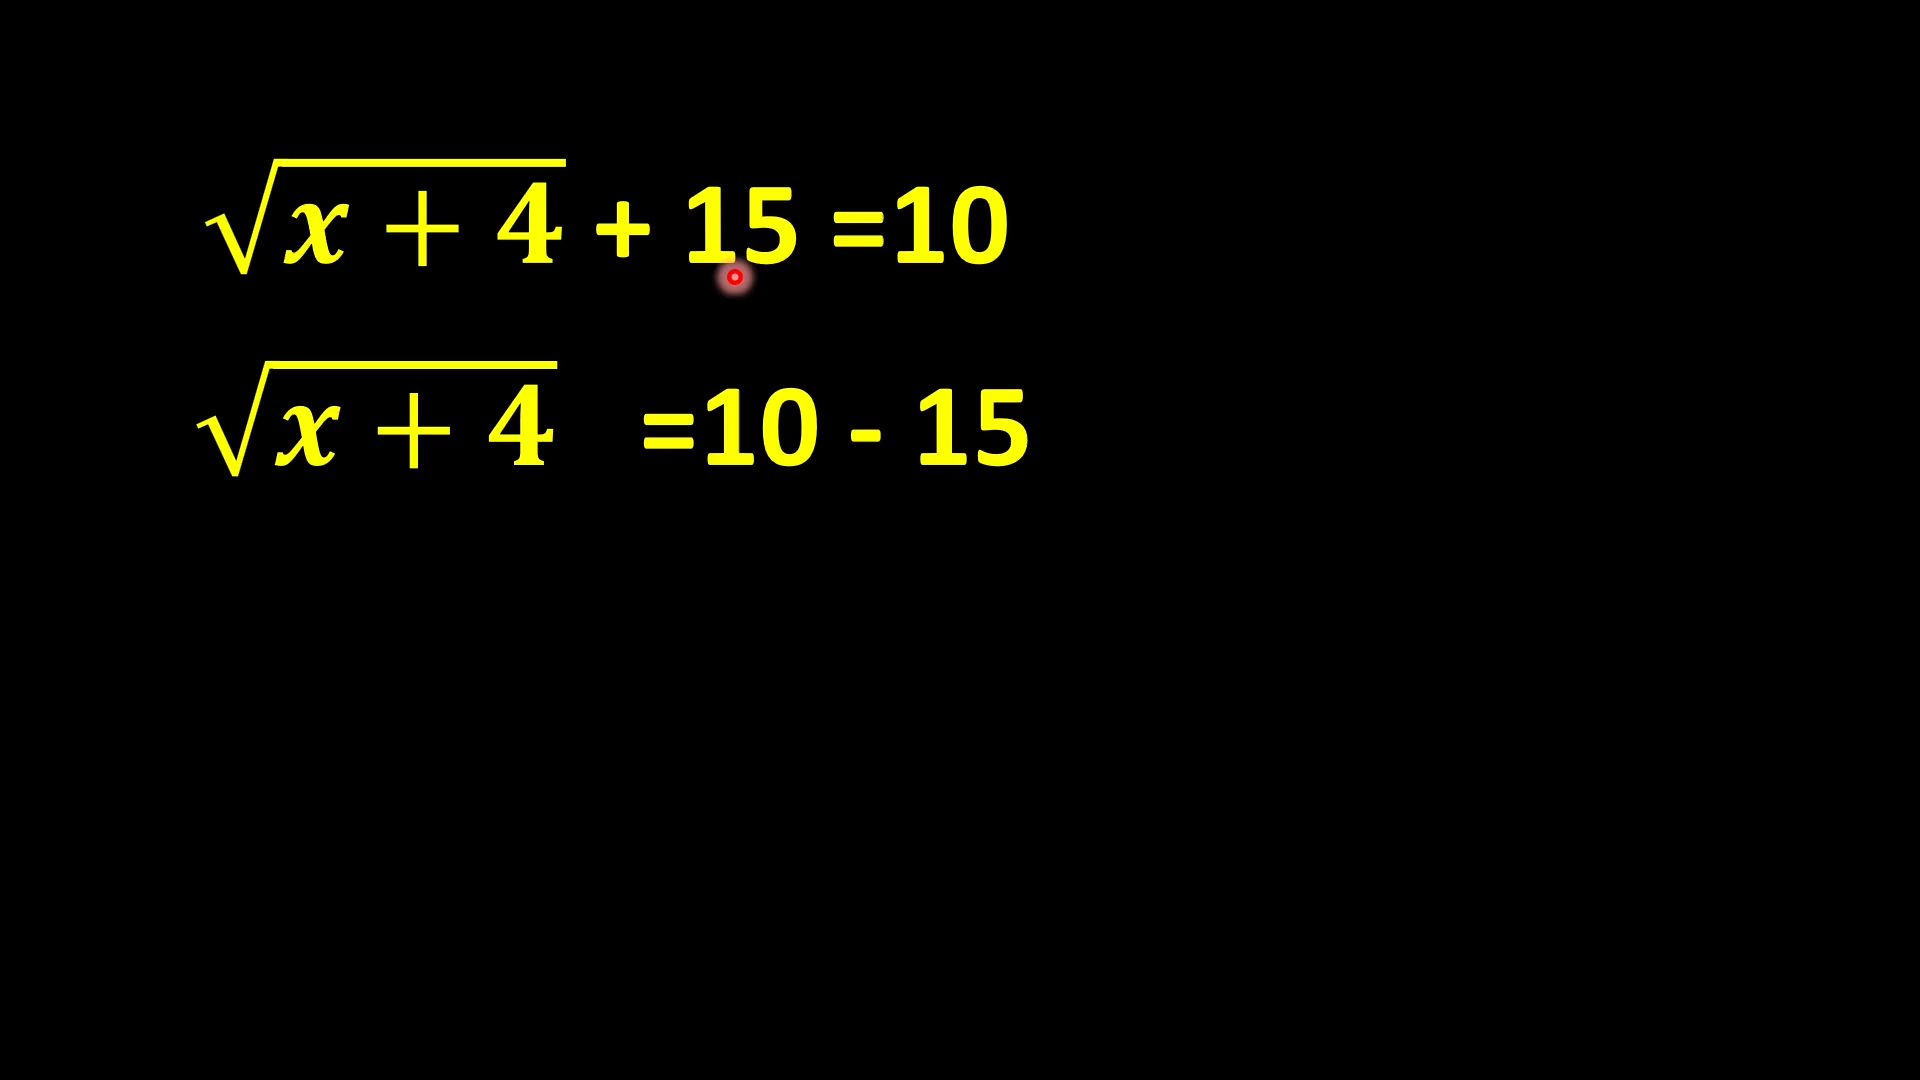 √(x + 4) + 15 =10
√(x + 4) =10 - 15